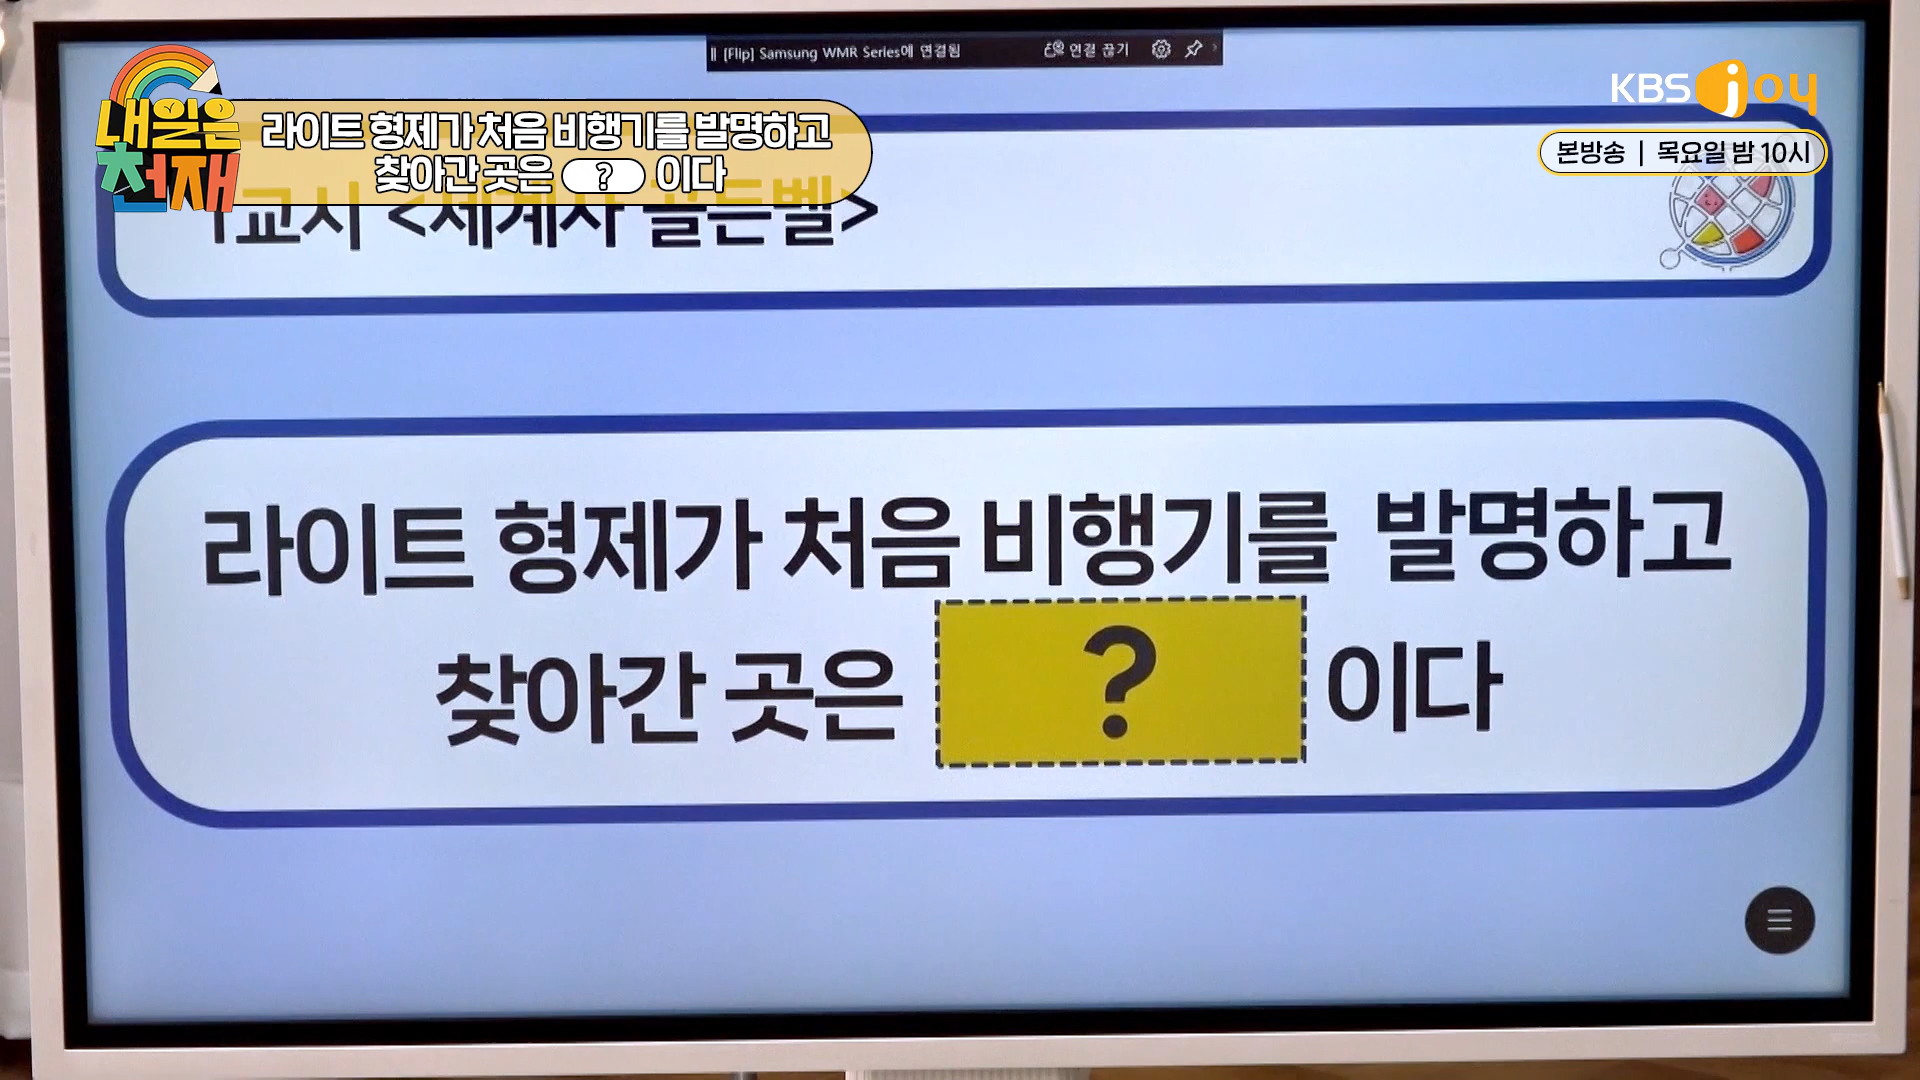 [Flip] Samsung WMR Series에 연결됨
연결 끊기
KBS joy
본방송 | 목요일 밤 10시
내일은
천재
라이트 형제가 처음 비행기를 발명하고
찾아간 곳은 ? 이다
1교시 <세계사 골든벨>
라이트 형제가 처음 비행기를 발명하고
찾아간 곳은 ? 이다